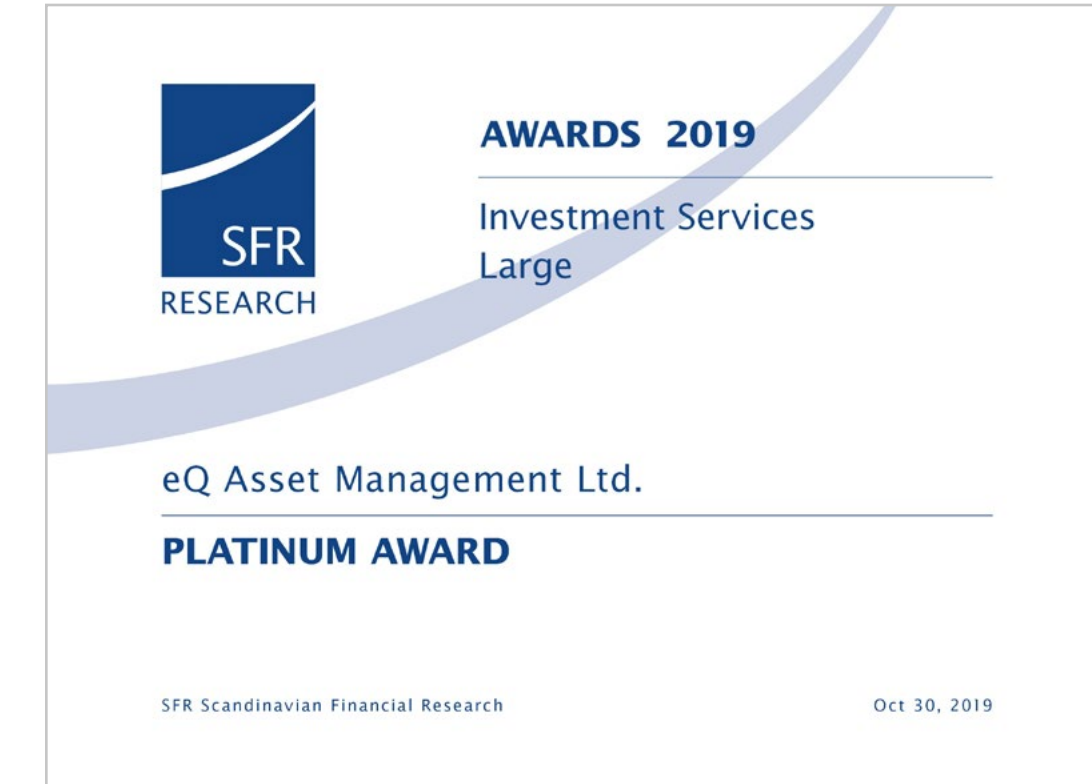 SFR
RESEARCH
AWARDS 2019
Investment Services
Large
eQ Asset Management Ltd.
PLATINUM AWARD
SFR Scandinavian Financial Research
Oct 30, 2019